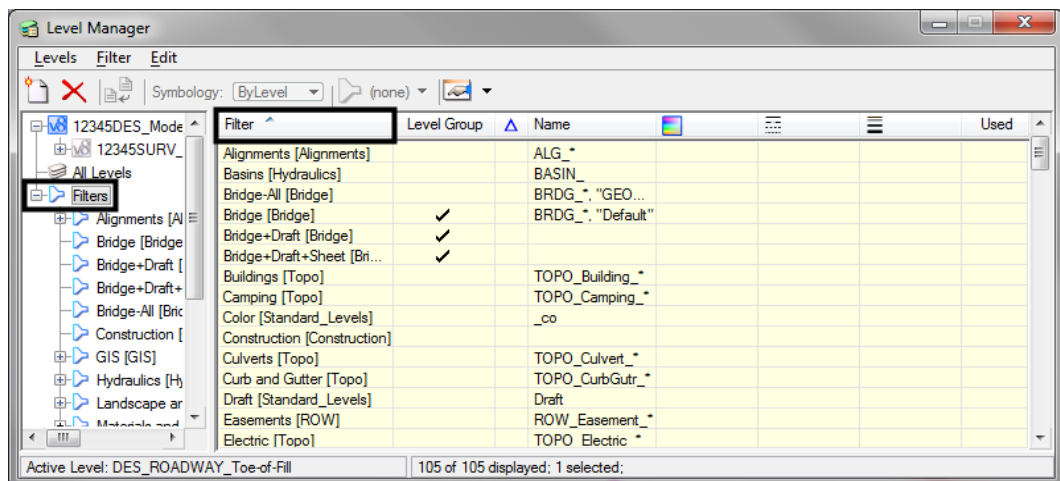 Level Manager
Levels Filter Edit
Symbology: ByLevel (none)
12345DES_Mode
12345SURV_
All Levels
Filters
Alignments [Al
Bridge [Bridge
Bridge+Draft [
Bridge+Draft+
Bridge-All [Bric
Construction [
GIS [GIS]
Hydraulics [Hy
Landscape ar
Materials and
Filter Level Group Name Used
Alignments [Alignments] ALG_*
Basins [Hydraulics] BASIN_
Bridge-All [Bridge] BRDG_*, "GEO...
Bridge [Bridge] ✓ BRDG_*, "Default"
Bridge+Draft [Bridge] ✓
Bridge+Draft+Sheet [Bri... ✓
Buildings [Topo] TOPO_Building_*
Camping [Topo] TOPO_Camping_*
Color [Standard_Levels] _co
Construction [Construction]
Culverts [Topo] TOPO_Culvert_*
Curb and Gutter [Topo] TOPO_CurbGutr_*
Draft [Standard_Levels] Draft
Easements [ROW] ROW_Easement_*
Electric [Topo] TOPO_Electric_*
Active Level: DES_ROADWAY_Toe-of-Fill 105 of 105 displayed; 1 selected;